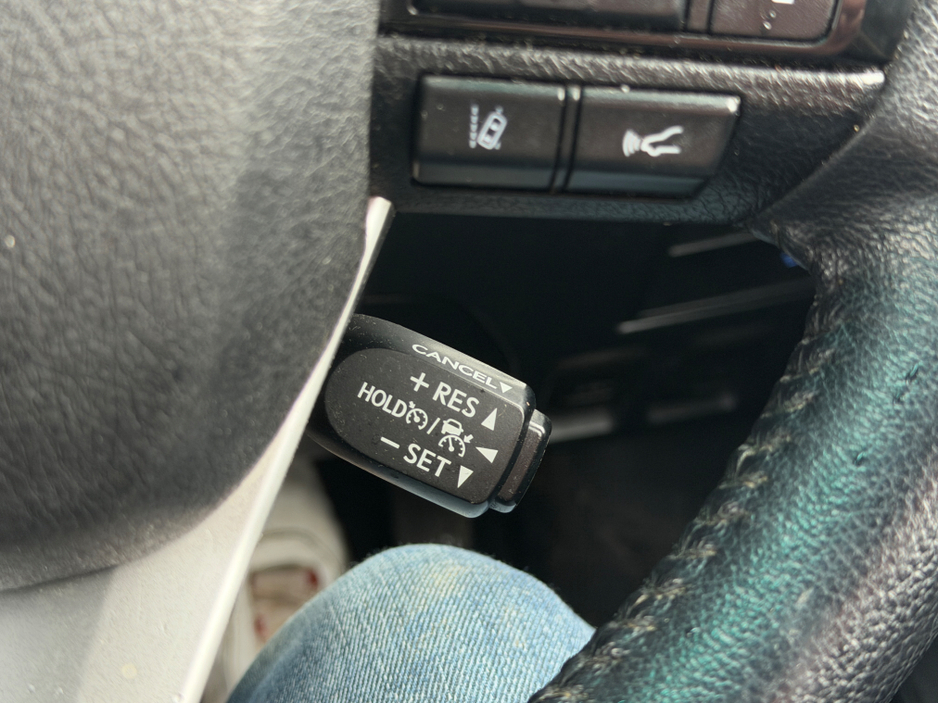 CANCEL▼
+ RES ▲
HOLD /
- SET ▼